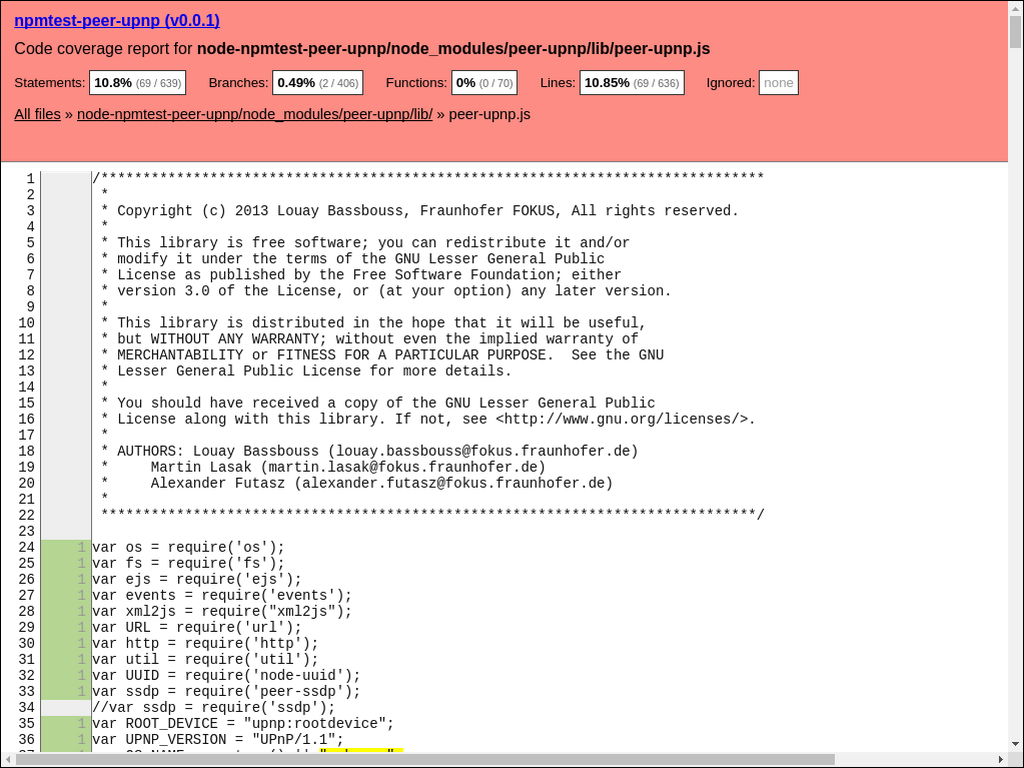 npmtest-peer-upnp (v0.0.1)
Code coverage report for node-npmtest-peer-upnp/node_modules/peer-upnp/lib/peer-upnp.js
Statements: 10.8% (69 / 639) Branches: 0.49% (2 / 406) Functions: 0% (0 / 70) Lines: 10.85% (69 / 636) Ignored: none
All files » node-npmtest-peer-upnp/node_modules/peer-upnp/lib/ » peer-upnp.js
1 /*******************************************************************************
2 *
3 * Copyright (c) 2013 Louay Bassbouss, Fraunhofer FOKUS, All rights reserved.
4 *
5 * This library is free software; you can redistribute it and/or
6 * modify it under the terms of the GNU Lesser General Public
7 * License as published by the Free Software Foundation; either
8 * version 3.0 of the License, or (at your option) any later version.
9 *
10 * This library is distributed in the hope that it will be useful,
11 * but WITHOUT ANY WARRANTY; without even the implied warranty of
12 * MERCHANTABILITY or FITNESS FOR A PARTICULAR PURPOSE.  See the GNU
13 * Lesser General Public License for more details.
14 *
15 * You should have received a copy of the GNU Lesser General Public
16 * License along with this library. If not, see <http://www.gnu.org/licenses/>.
17 *
18 * AUTHORS: Louay Bassbouss (louay.bassbouss@fokus.fraunhofer.de)
19 *     Martin Lasak (martin.lasak@fokus.fraunhofer.de)
20 *     Alexander Futasz (alexander.futasz@fokus.fraunhofer.de)
21 *
22 ******************************************************************************/
23
24 1 var os = require('os');
25 1 var fs = require('fs');
26 1 var ejs = require('ejs');
27 1 var events = require('events');
28 1 var xml2js = require("xml2js");
29 1 var URL = require('url');
30 1 var http = require('http');
31 1 var util = require('util');
32 1 var UUID = require('node-uuid');
33 1 var ssdp = require('peer-ssdp');
34 //var ssdp = require('ssdp');
35 1 var ROOT_DEVICE = "upnp:rootdevice";
36 1 var UPNP_VERSION = "UPnP/1.1";